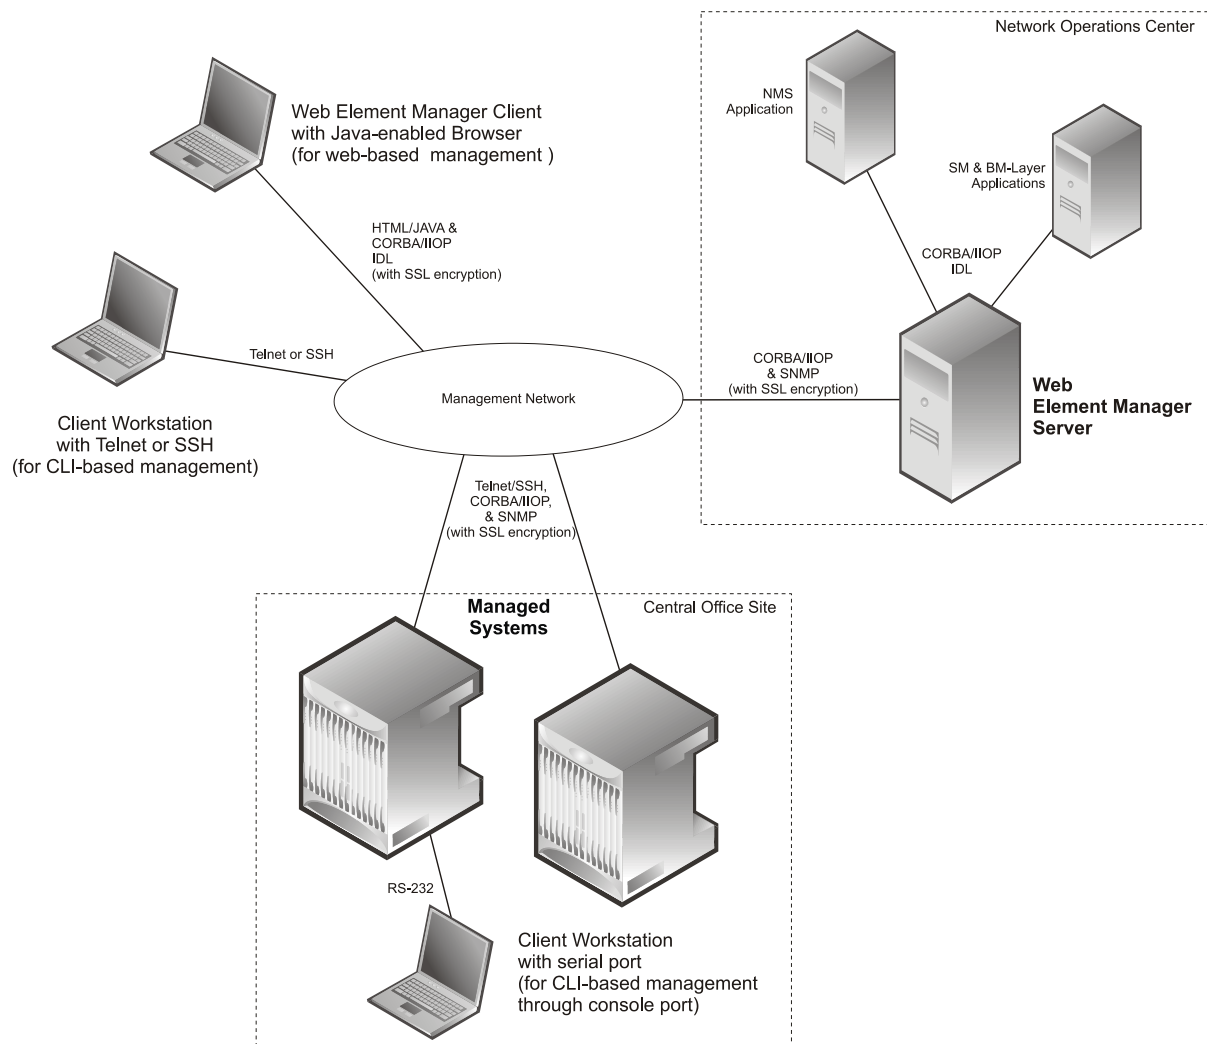 Network Operations Center
NMS
Application
SM & BM-Layer
Applications
CORBA/IIOP
IDL
Web Element Manager Client
with Java-enabled Browser
(for web-based management )
HTML/JAVA &
CORBA/IIOP
IDL
(with SSL encryption)
Telnet or SSH
Client Workstation
with Telnet or SSH
(for CLI-based management)
Management Network
CORBA/IIOP
& SNMP
(with SSL encryption)
Web
Element Manager
Server
Telnet/SSH,
CORBA/IIOP,
& SNMP
(with SSL encryption)
Managed
Systems
Central Office Site
RS-232
Client Workstation
with serial port
(for CLI-based management
through console port)